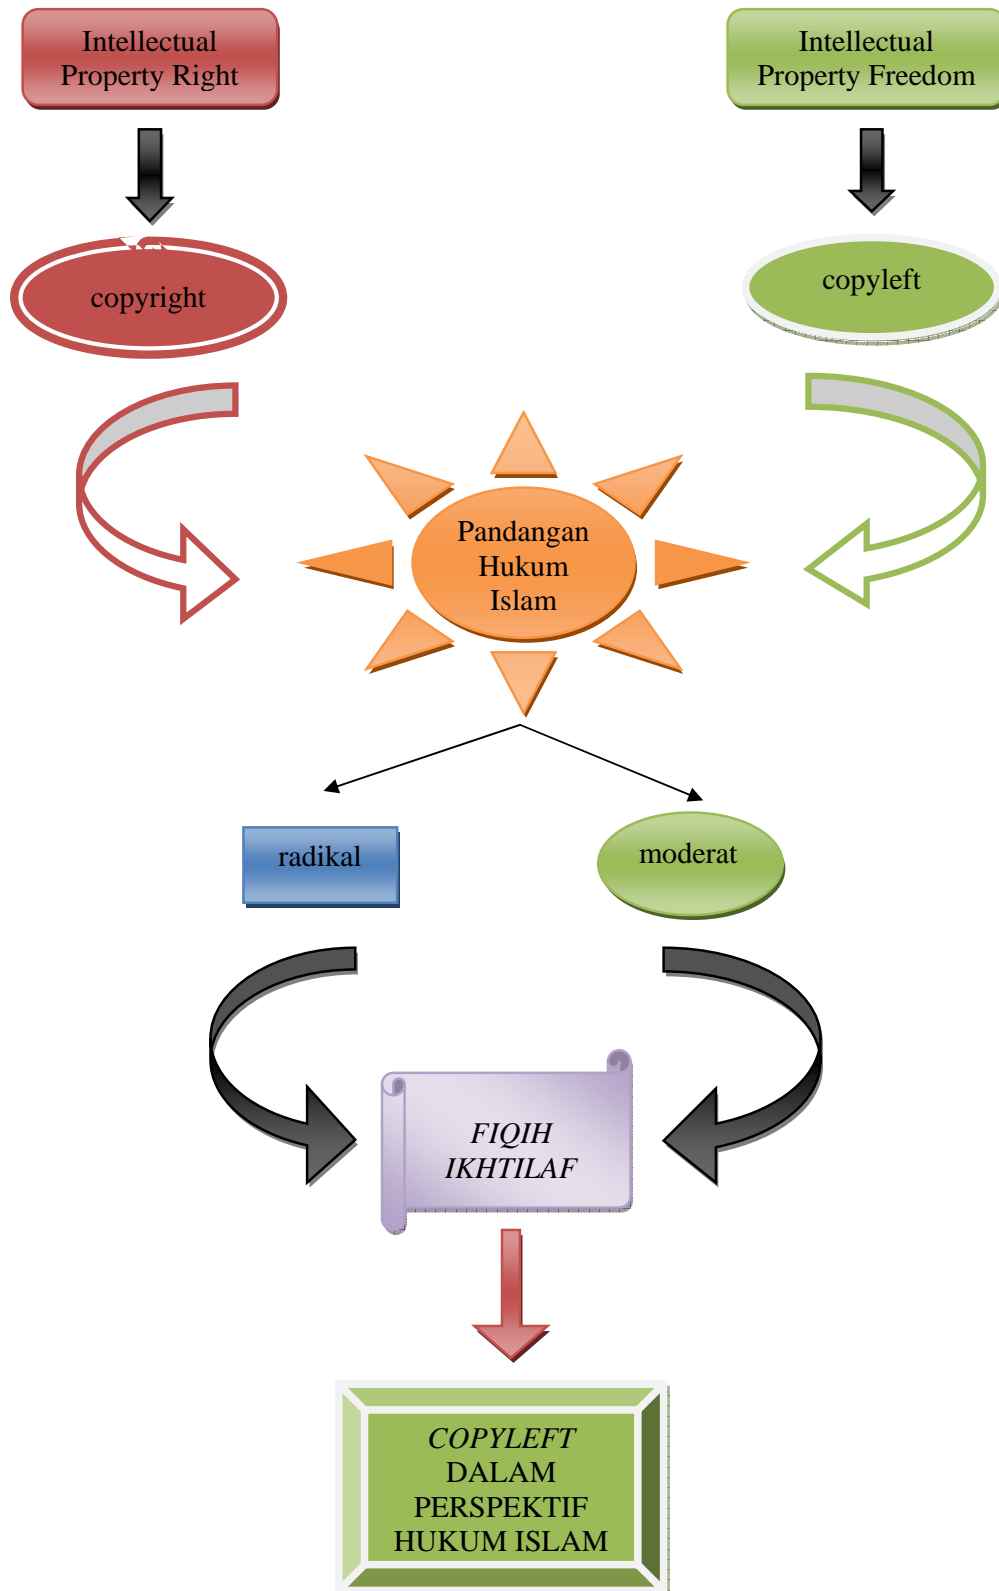 Intellectual
Property Right
Intellectual
Property Freedom
copyright
copyleft
Pandangan
Hukum
Islam
radikal
moderat
FIQIH
IKHTILAF
COPYLEFT
DALAM
PERSPEKTIF
HUKUM ISLAM